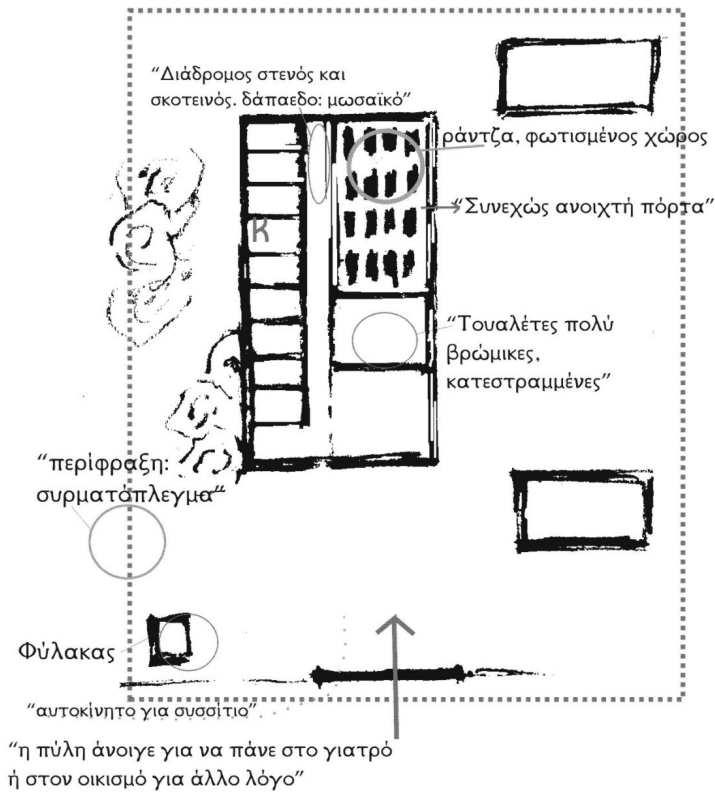 “Διάδρομος στενός και
σκοτεινός. δάπαεδο: μωσαϊκό”
ράντζα, φωτισμένος χώρος
“Συνεχώς ανοιχτή πόρτα”
K
“Τουαλέτες πολύ
βρώμικες,
κατεστραμμένες”
“περίφραξη:
συρματόπλεγμα”
Φύλακας
“αυτοκίνητο για συσσίτιο”
“η πύλη άνοιγε για να πάνε στο γιατρό
ή στον οικισμό για άλλο λόγο”